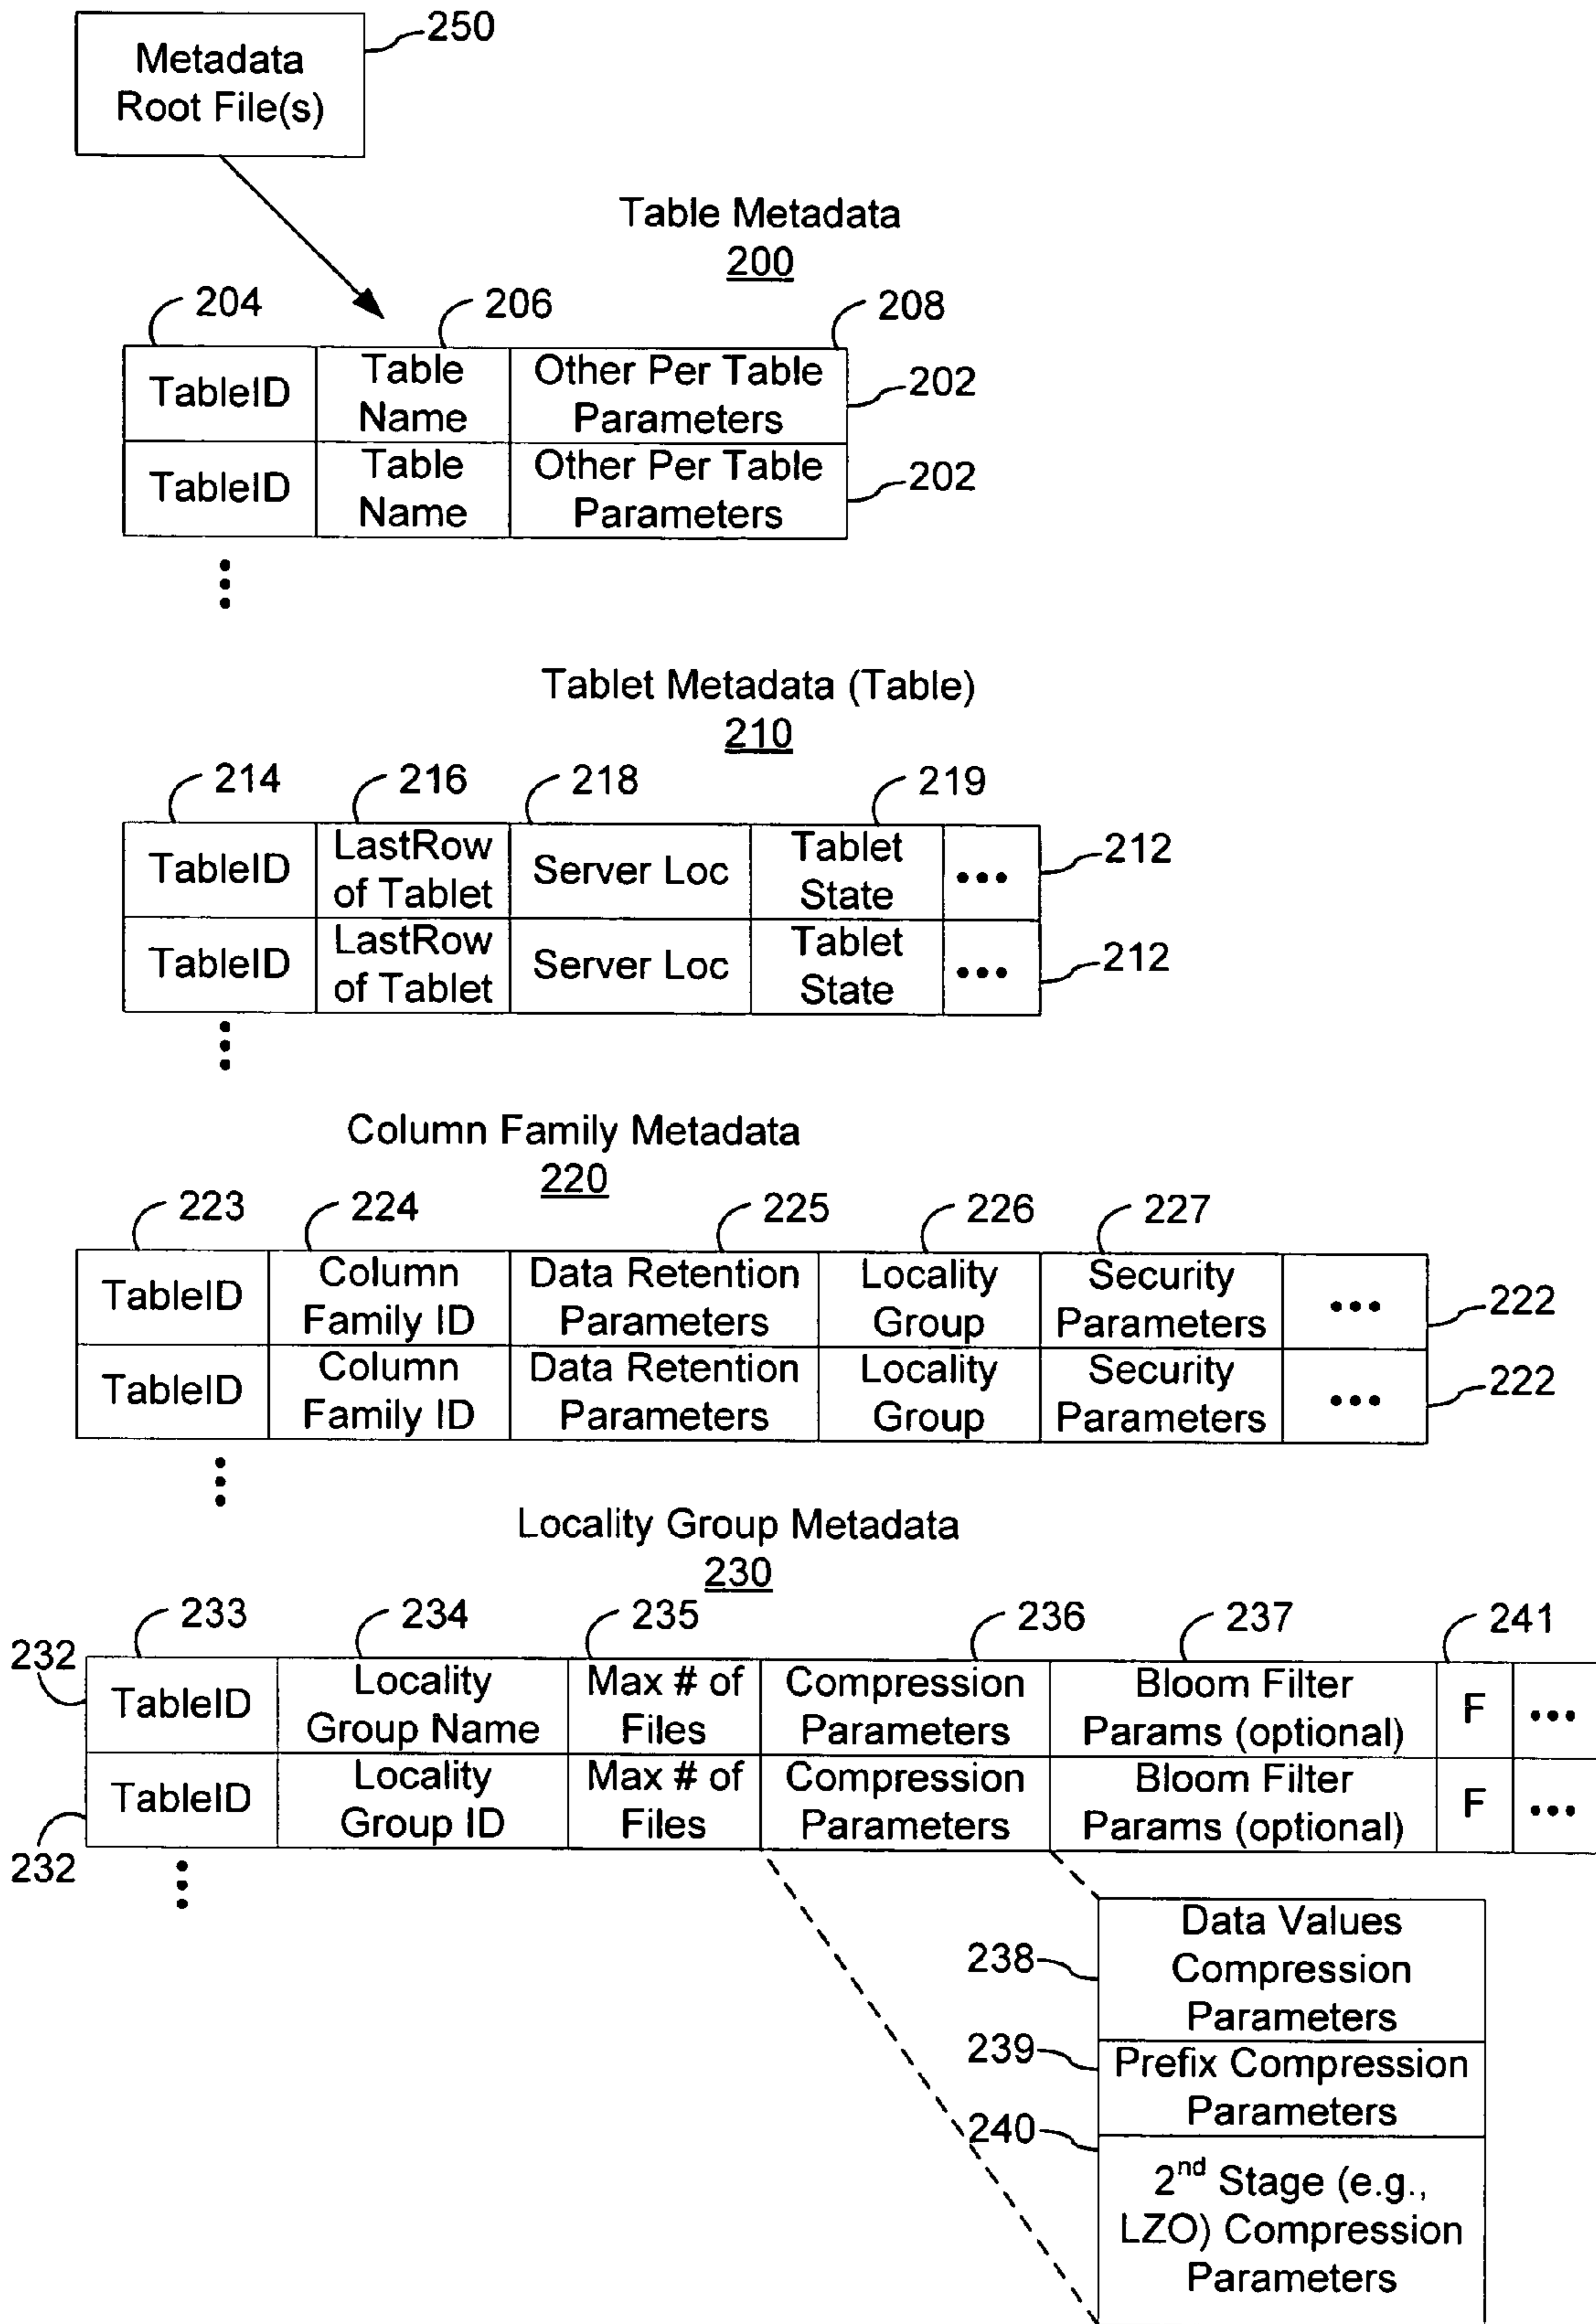 250
Metadata
Root File(s)
Table Metadata
200
204 206 208
TableID Table Name Other Per Table Parameters 202
TableID Table Name Other Per Table Parameters 202
Tablet Metadata (Table)
210
214 216 218 219
TableID LastRow of Tablet Server Loc Tablet State ••• 212
TableID LastRow of Tablet Server Loc Tablet State ••• 212
Column Family Metadata
220
223 224 225 226 227
TableID Column Family ID Data Retention Parameters Locality Group Security Parameters ••• 222
TableID Column Family ID Data Retention Parameters Locality Group Security Parameters ••• 222
Locality Group Metadata
230
233 234 235 236 237 241
232 TableID Locality Group Name Max # of Files Compression Parameters Bloom Filter Params (optional) F •••
232 TableID Locality Group ID Max # of Files Compression Parameters Bloom Filter Params (optional) F •••
238 Data Values
Compression
Parameters
239 Prefix Compression
Parameters
240 2nd Stage (e.g.,
LZO) Compression
Parameters